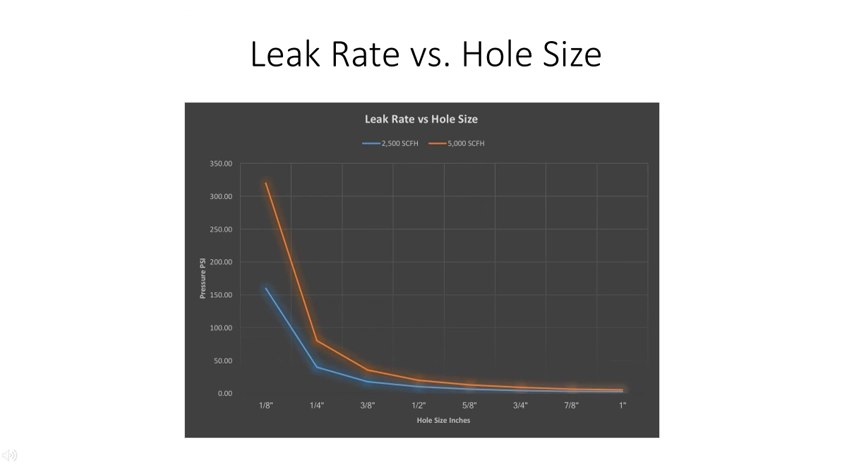 Leak Rate vs. Hole Size
Leak Rate vs Hole Size
2,500 SCFH 5,000 SCFH
350.00
300.00
250.00
200.00
150.00
100.00
50.00
0.00
Pressure PSI
1/8" 1/4" 3/8" 1/2" 5/8" 3/4" 7/8" 1"
Hole Size Inches